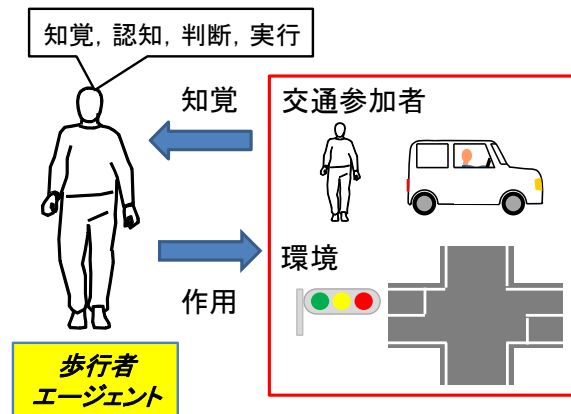 知覚，認知，判断，実行
知覚
交通参加者
環境
作用
歩行者
エージェント